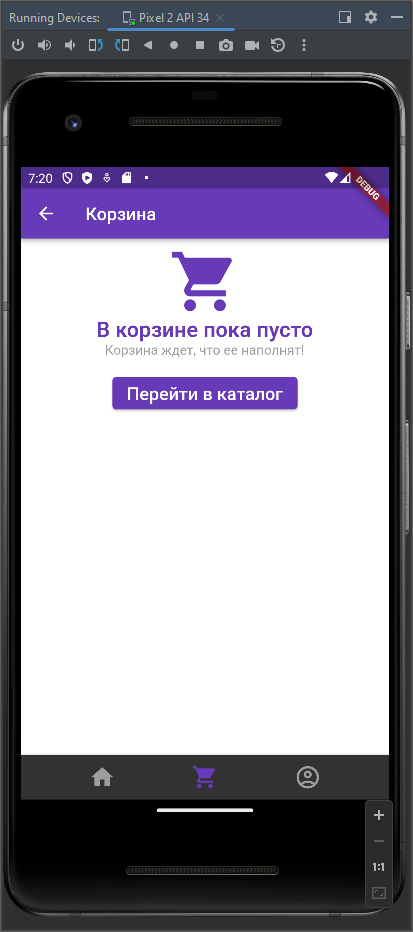 Running Devices: Pixel 2 API 34
7:20
DEBUG
Корзина
В корзине пока пусто
Корзина ждет, что ее наполнят!
Перейти в каталог
1:1